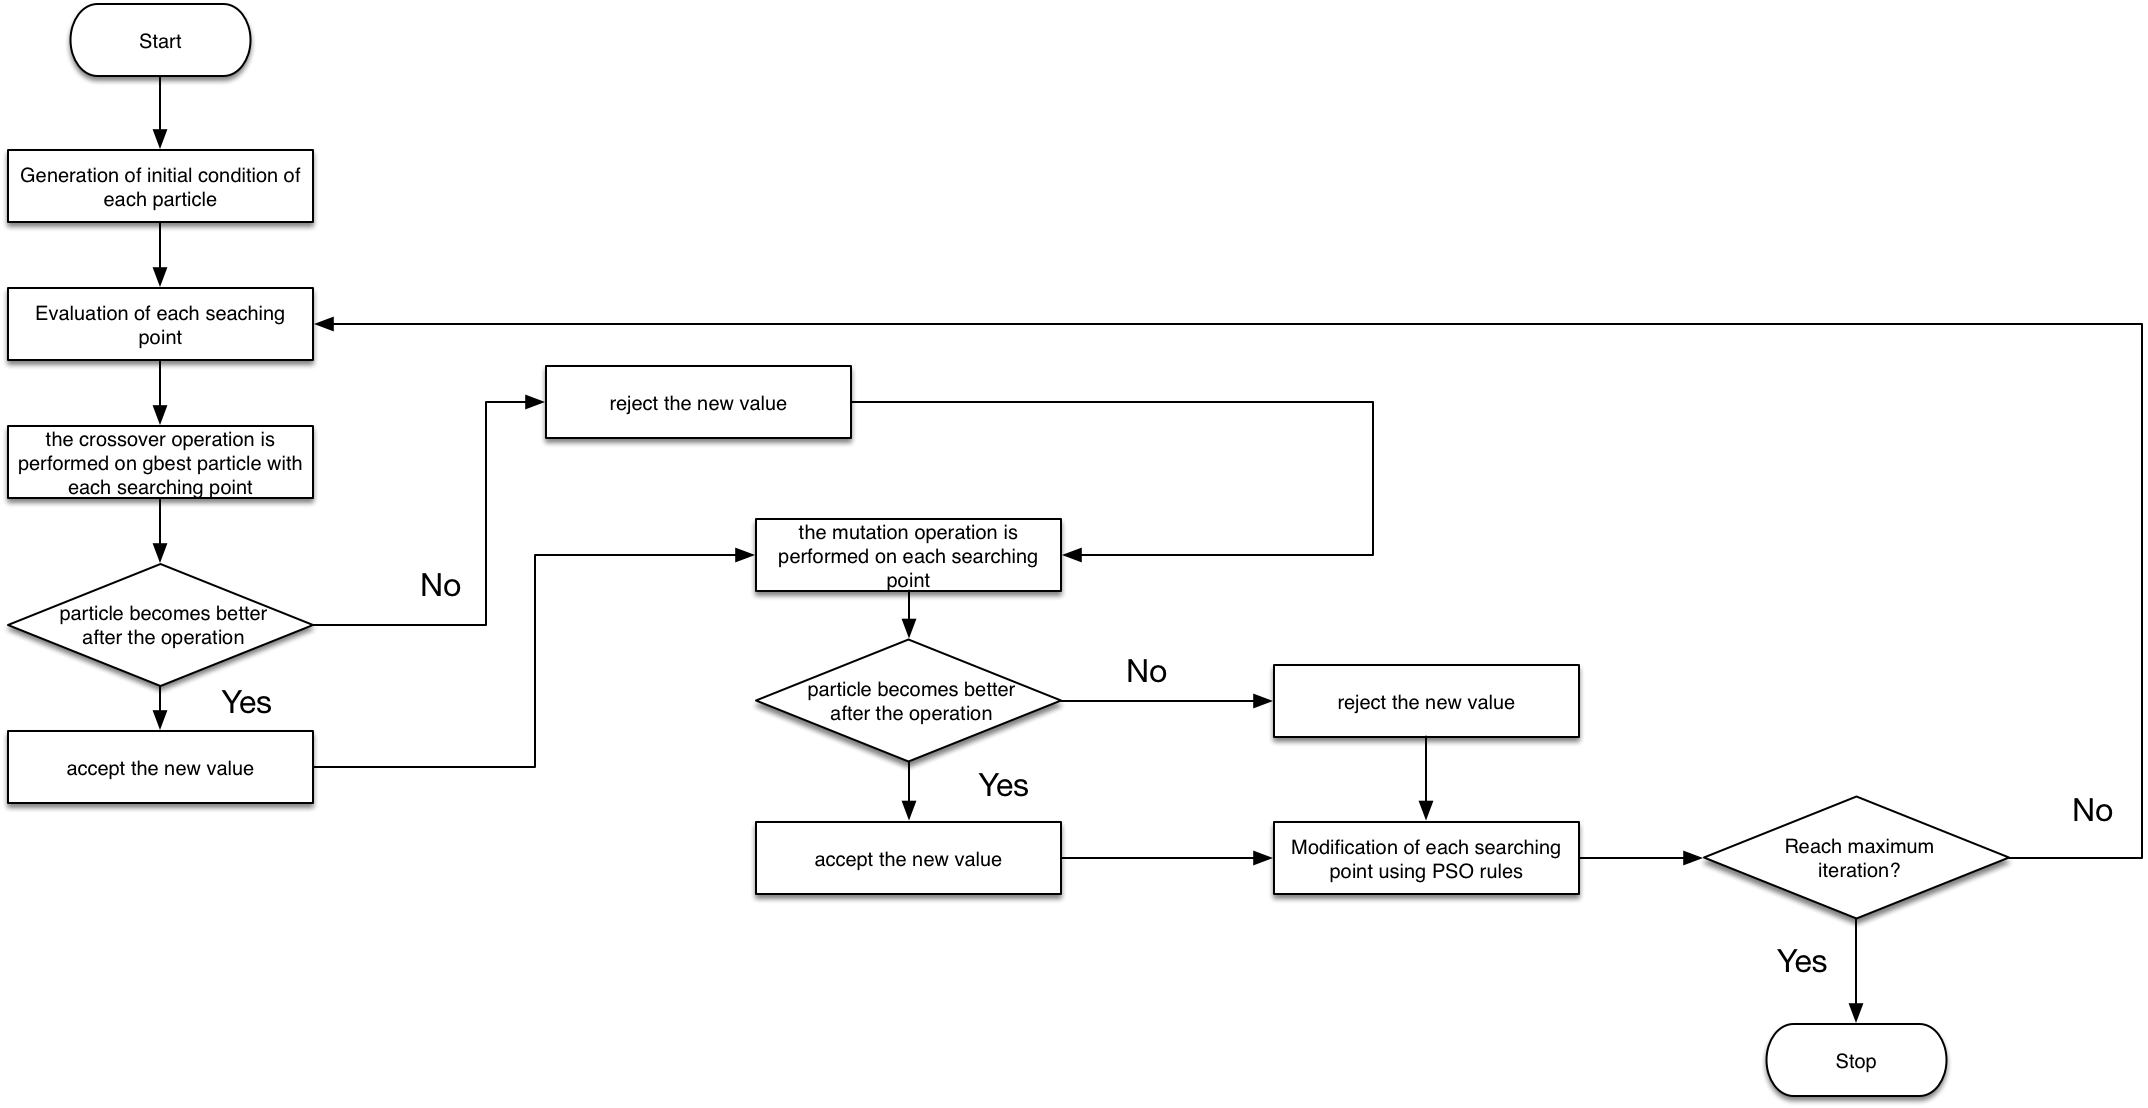 Start
Generation of initial condition of
each particle
Evaluation of each seaching
point
the crossover operation is
performed on gbest particle with
each searching point
particle becomes better
after the operation
No
Yes
accept the new value
reject the new value
the mutation operation is
performed on each searching
point
particle becomes better
after the operation
No
Yes
reject the new value
accept the new value
Modification of each searching
point using PSO rules
Reach maximum
iteration?
No
Yes
Stop